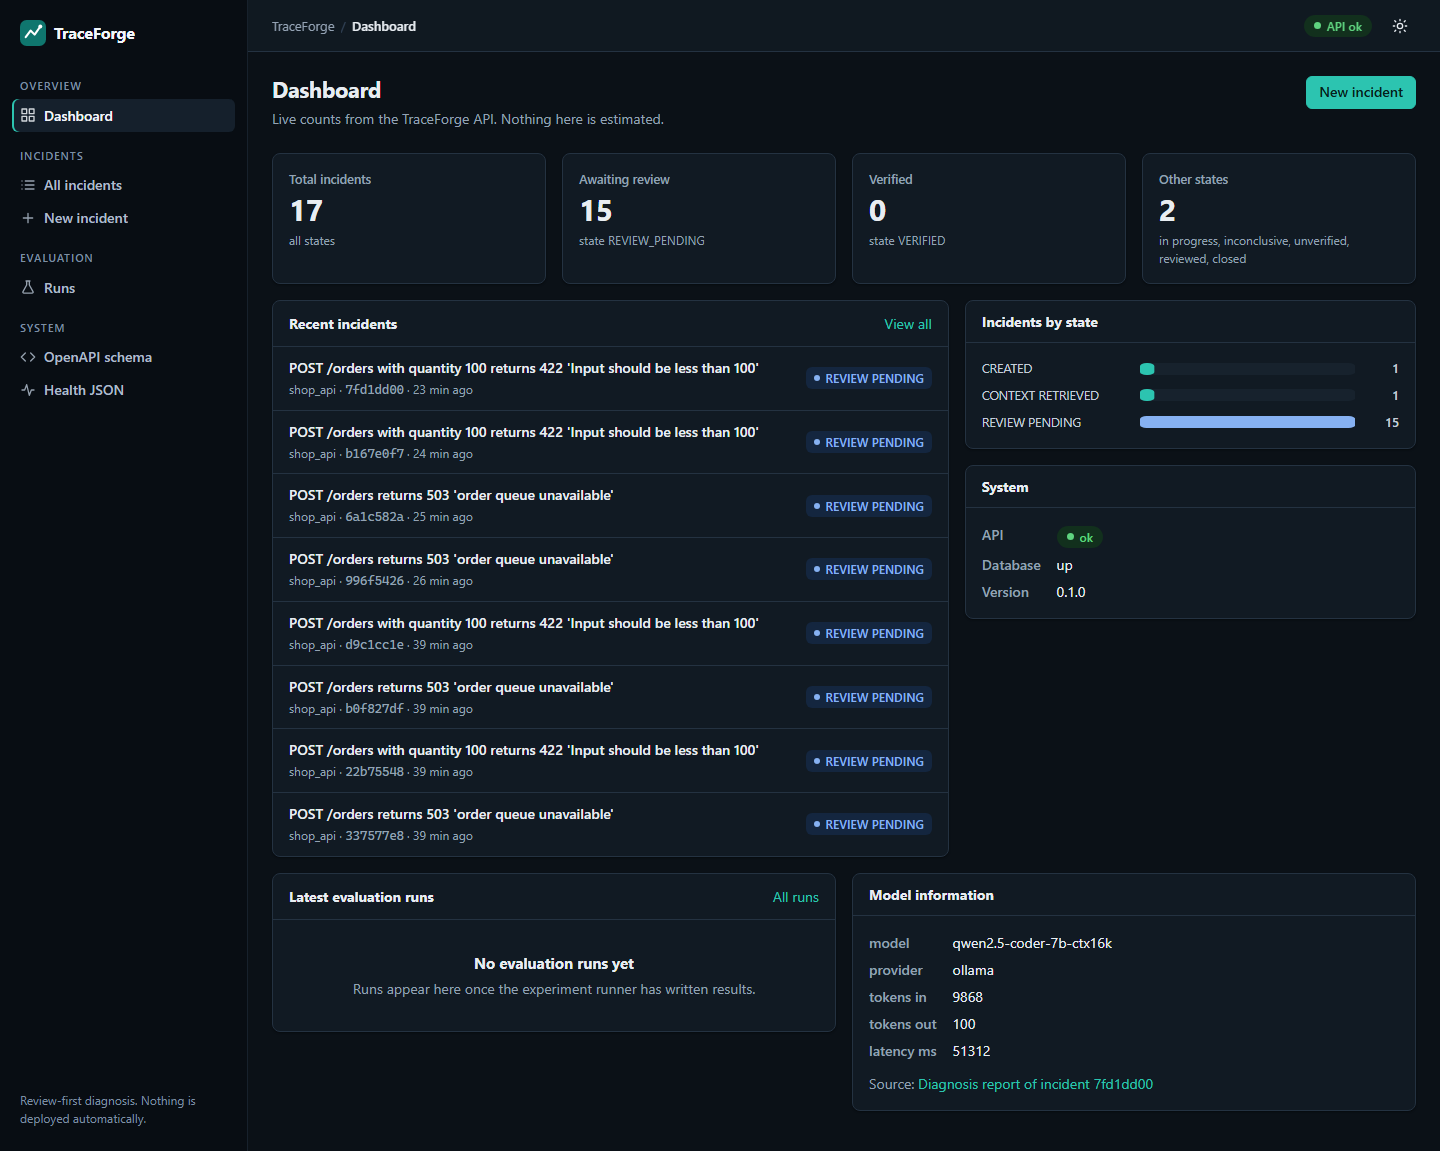 TraceForge
OVERVIEW
Dashboard
INCIDENTS
All incidents
New incident
EVALUATION
Runs
SYSTEM
OpenAPI schema
Health JSON
Review-first diagnosis. Nothing is
deployed automatically.
TraceForge / Dashboard
API ok
Dashboard
Live counts from the TraceForge API. Nothing here is estimated.
New incident
Total incidents
17
all states
Awaiting review
15
state REVIEW_PENDING
Verified
0
state VERIFIED
Other states
2
in progress, inconclusive, unverified,
reviewed, closed
Recent incidents
View all
POST /orders with quantity 100 returns 422 'Input should be less than 100'
shop_api · 7fd1dd00 · 23 min ago
REVIEW PENDING
POST /orders with quantity 100 returns 422 'Input should be less than 100'
shop_api · b167e0f7 · 24 min ago
REVIEW PENDING
POST /orders returns 503 'order queue unavailable'
shop_api · 6a1c582a · 25 min ago
REVIEW PENDING
POST /orders returns 503 'order queue unavailable'
shop_api · 996f5426 · 26 min ago
REVIEW PENDING
POST /orders with quantity 100 returns 422 'Input should be less than 100'
shop_api · d9c1cc1e · 39 min ago
REVIEW PENDING
POST /orders returns 503 'order queue unavailable'
shop_api · b0f827df · 39 min ago
REVIEW PENDING
POST /orders with quantity 100 returns 422 'Input should be less than 100'
shop_api · 22b75548 · 39 min ago
REVIEW PENDING
POST /orders returns 503 'order queue unavailable'
shop_api · 337577e8 · 39 min ago
REVIEW PENDING
Incidents by state
CREATED 1
CONTEXT RETRIEVED 1
REVIEW PENDING 15
System
API ok
Database up
Version 0.1.0
Latest evaluation runs
All runs
No evaluation runs yet
Runs appear here once the experiment runner has written results.
Model information
model qwen2.5-coder-7b-ctx16k
provider ollama
tokens in 9868
tokens out 100
latency ms 51312
Source: Diagnosis report of incident 7fd1dd00